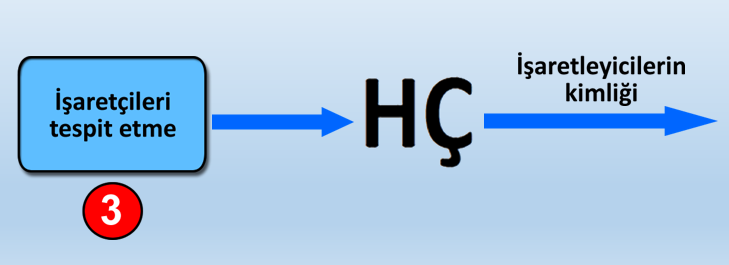 İşaretçileri
tespit etme
3
HÇ
İşaretleyicilerin
kimliği